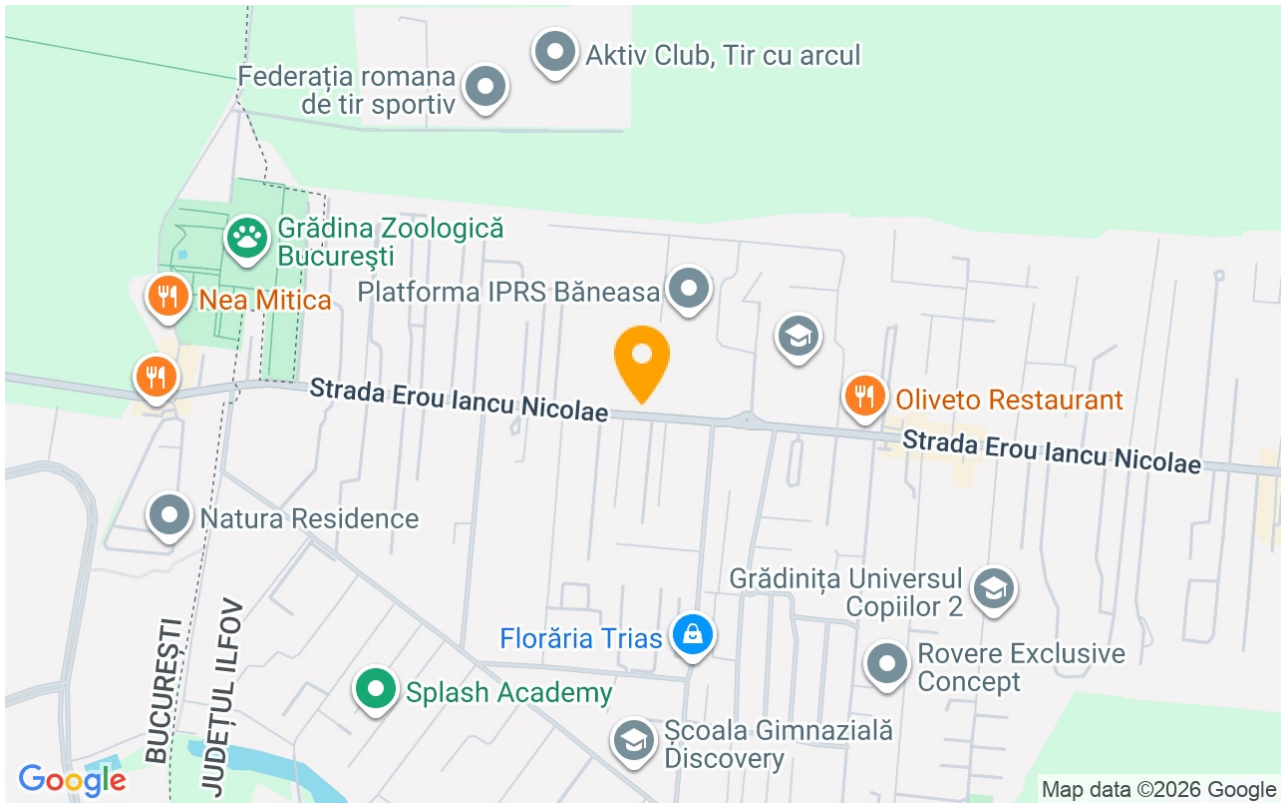 Aktiv Club, Tir cu arcul
Federația romana
de tir sportiv
Grădina Zoologică
București
Nea Mitica
Platforma IPRS Băneasa
Strada Erou Iancu Nicolae
Oliveto Restaurant
Strada Erou Iancu Nicolae
Natura Residence
Grădinița Universul
Copiilor 2
BUCUREȘTI
JUDEȚUL ILFOV
Florăria Trias
Rovere Exclusive
Concept
Splash Academy
Școala Gimnazială
Discovery
Google
Map data ©2026 Google